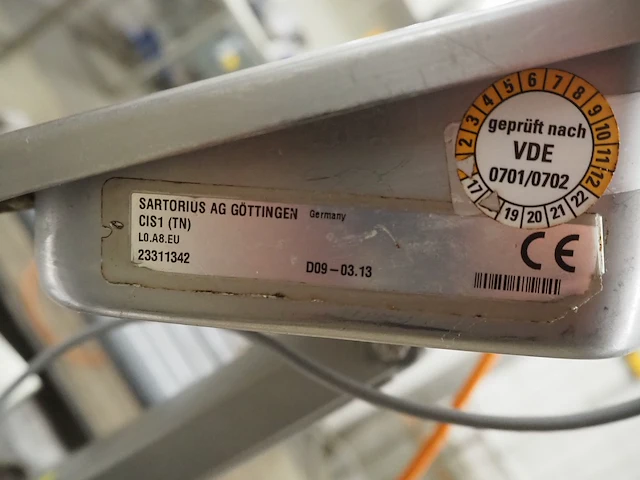 SARTORIUS AG GÖTTINGEN Germany
CIS1 (TN)
L0.A8.EU
23311342
D09-03.13
CE
2 3 4 5 6 7 8 9 10 11 12
geprüft nach
VDE
0701/0702
17 19 20 21 22